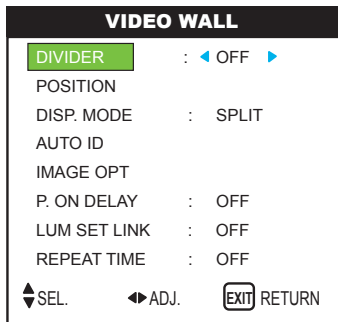 VIDEO WALL
DIVIDER : OFF
POSITION
DISP. MODE : SPLIT
AUTO ID
IMAGE OPT
P. ON DELAY : OFF
LUM SET LINK : OFF
REPEAT TIME : OFF
SEL. ADJ. EXIT RETURN